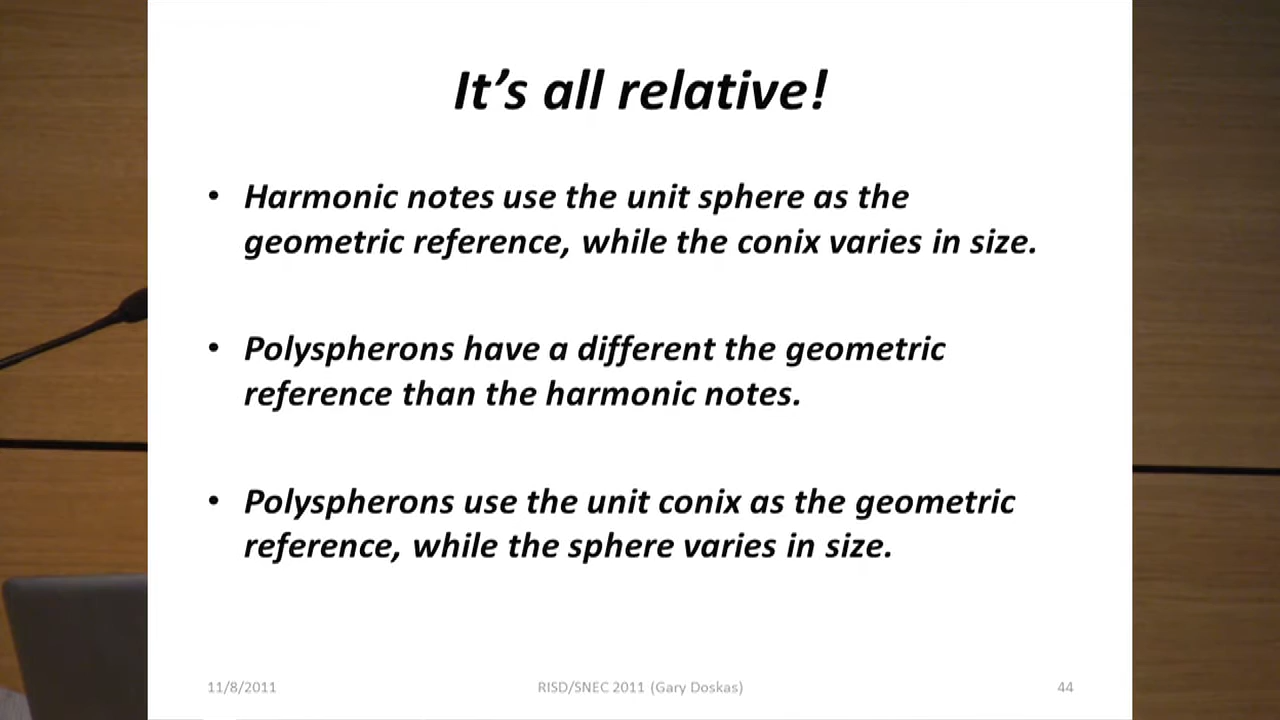 It's all relative!
• Harmonic notes use the unit sphere as the
geometric reference, while the conix varies in size.
• Polyspherons have a different the geometric
reference than the harmonic notes.
• Polyspherons use the unit conix as the geometric
reference, while the sphere varies in size.
11/8/2011 RISD/SNEC 2011 (Gary Doskas) 44